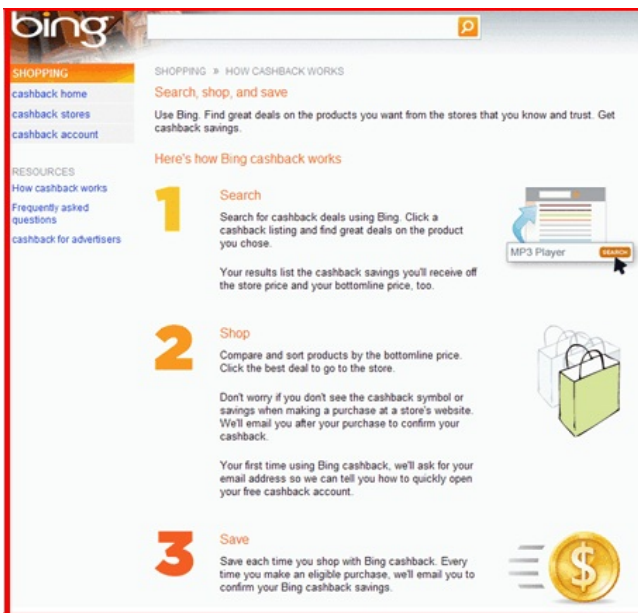 bing
SHOPPING
cashback home
cashback stores
cashback account
RESOURCES
How cashback works
Frequently asked
questions
cashback for advertisers
SHOPPING » HOW CASHBACK WORKS
Search, shop, and save
Use Bing. Find great deals on the products you want from the stores that you know and trust. Get
cashback savings.
Here's how Bing cashback works
1
Search
Search for cashback deals using Bing. Click a
cashback listing and find great deals on the product
you chose.
Your results list the cashback savings you'll receive off
the store price and your bottomline price, too.
MP3 Player
SEARCH
2
Shop
Compare and sort products by the bottomline price.
Click the best deal to go to the store.
Don't worry if you don't see the cashback symbol or
savings when making a purchase at a store's website.
We'll email you after your purchase to confirm your
cashback.
Your first time using Bing cashback, we'll ask for your
email address so we can tell you how to quickly open
your free cashback account.
3
Save
Save each time you shop with Bing cashback. Every
time you make an eligible purchase, we'll email you to
confirm your Bing cashback savings.
$